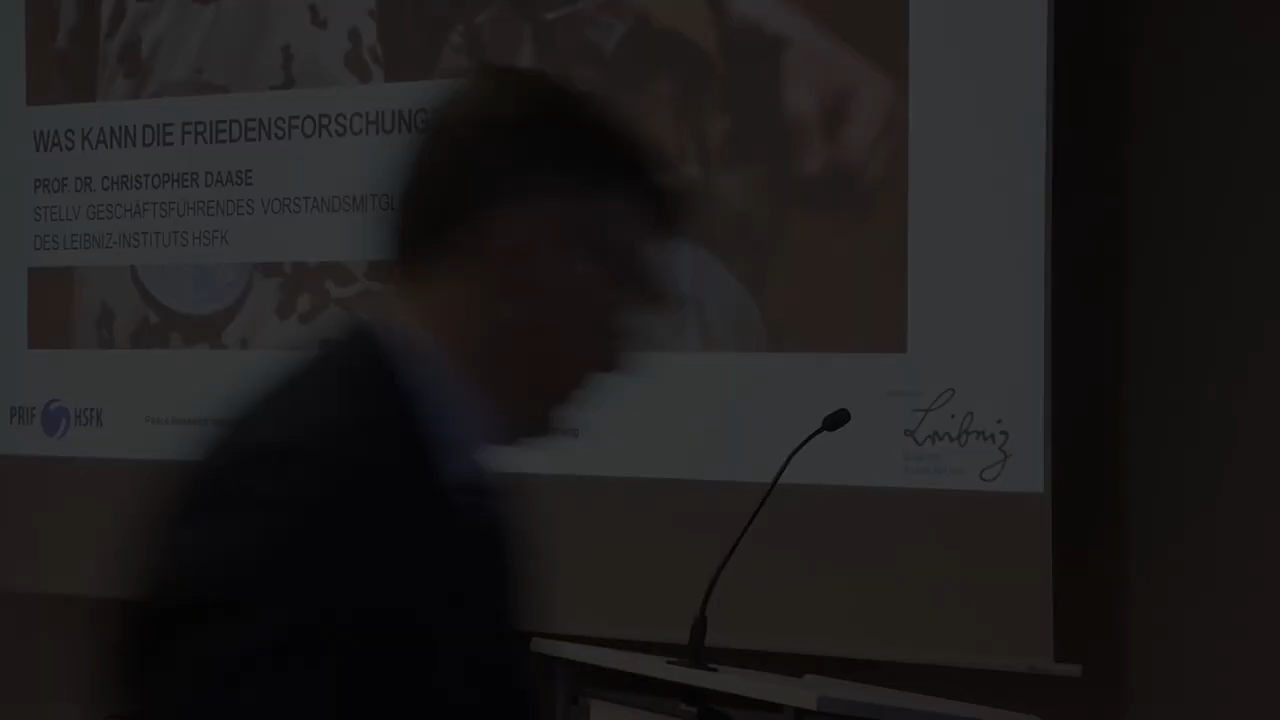 WAS KANN DIE FRIEDENSFORSCHUNG
PROF. DR. CHRISTOPHER DAASE
STELLV. GESCHÄFTSFÜHRENDES VORSTANDSMITGL
DES LEIBNIZ-INSTITUTS HSFK
PRIF HSFK
Leibniz